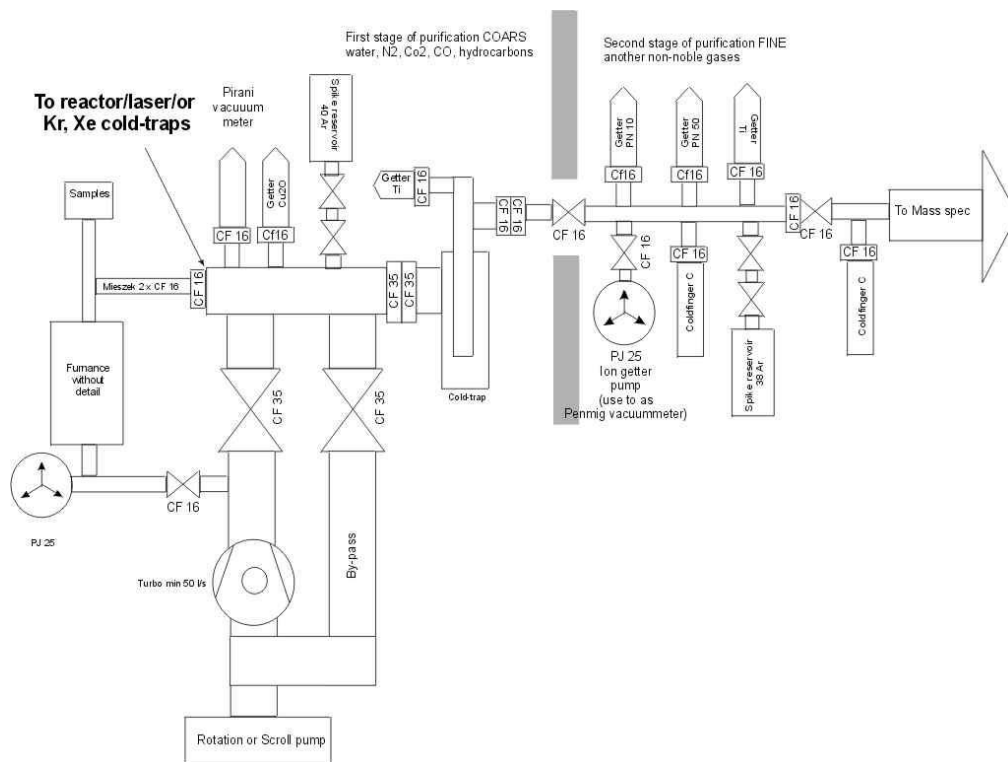 First stage of purification COARS
water, N2, Co2, CO, hydrocarbons
Second stage of purification FINE
another non-noble gases
To reactor/laser/or
Kr, Xe cold-traps
Pirani
vacuuum
meter
Spike reservoir
40 Ar
Getter
Cu2O
Getter
Ti
Getter
PN 10
Getter
PN 50
Getter
Ti
CF 16
Cf16
CF 16
Cf16
Cf16
CF 16
Samples
Mieszek 2 x CF 16
CF 16
CF 35
CF 35
CF 16
CF 16
CF 16
CF 16
CF 16
To Mass spec
CF 16
CF 16
CF 16
CF 16
Coldfinger C
Coldfinger C
Spike reservoir
38 Ar
PJ 25
Ion getter
pump
(use to as
Penmig vacuummeter)
Cold-trap
Furnance
without
detail
CF 35
CF 35
CF 16
PJ 25
Turbo min 50 l/s
By-pass
Rotation or Scroll pump